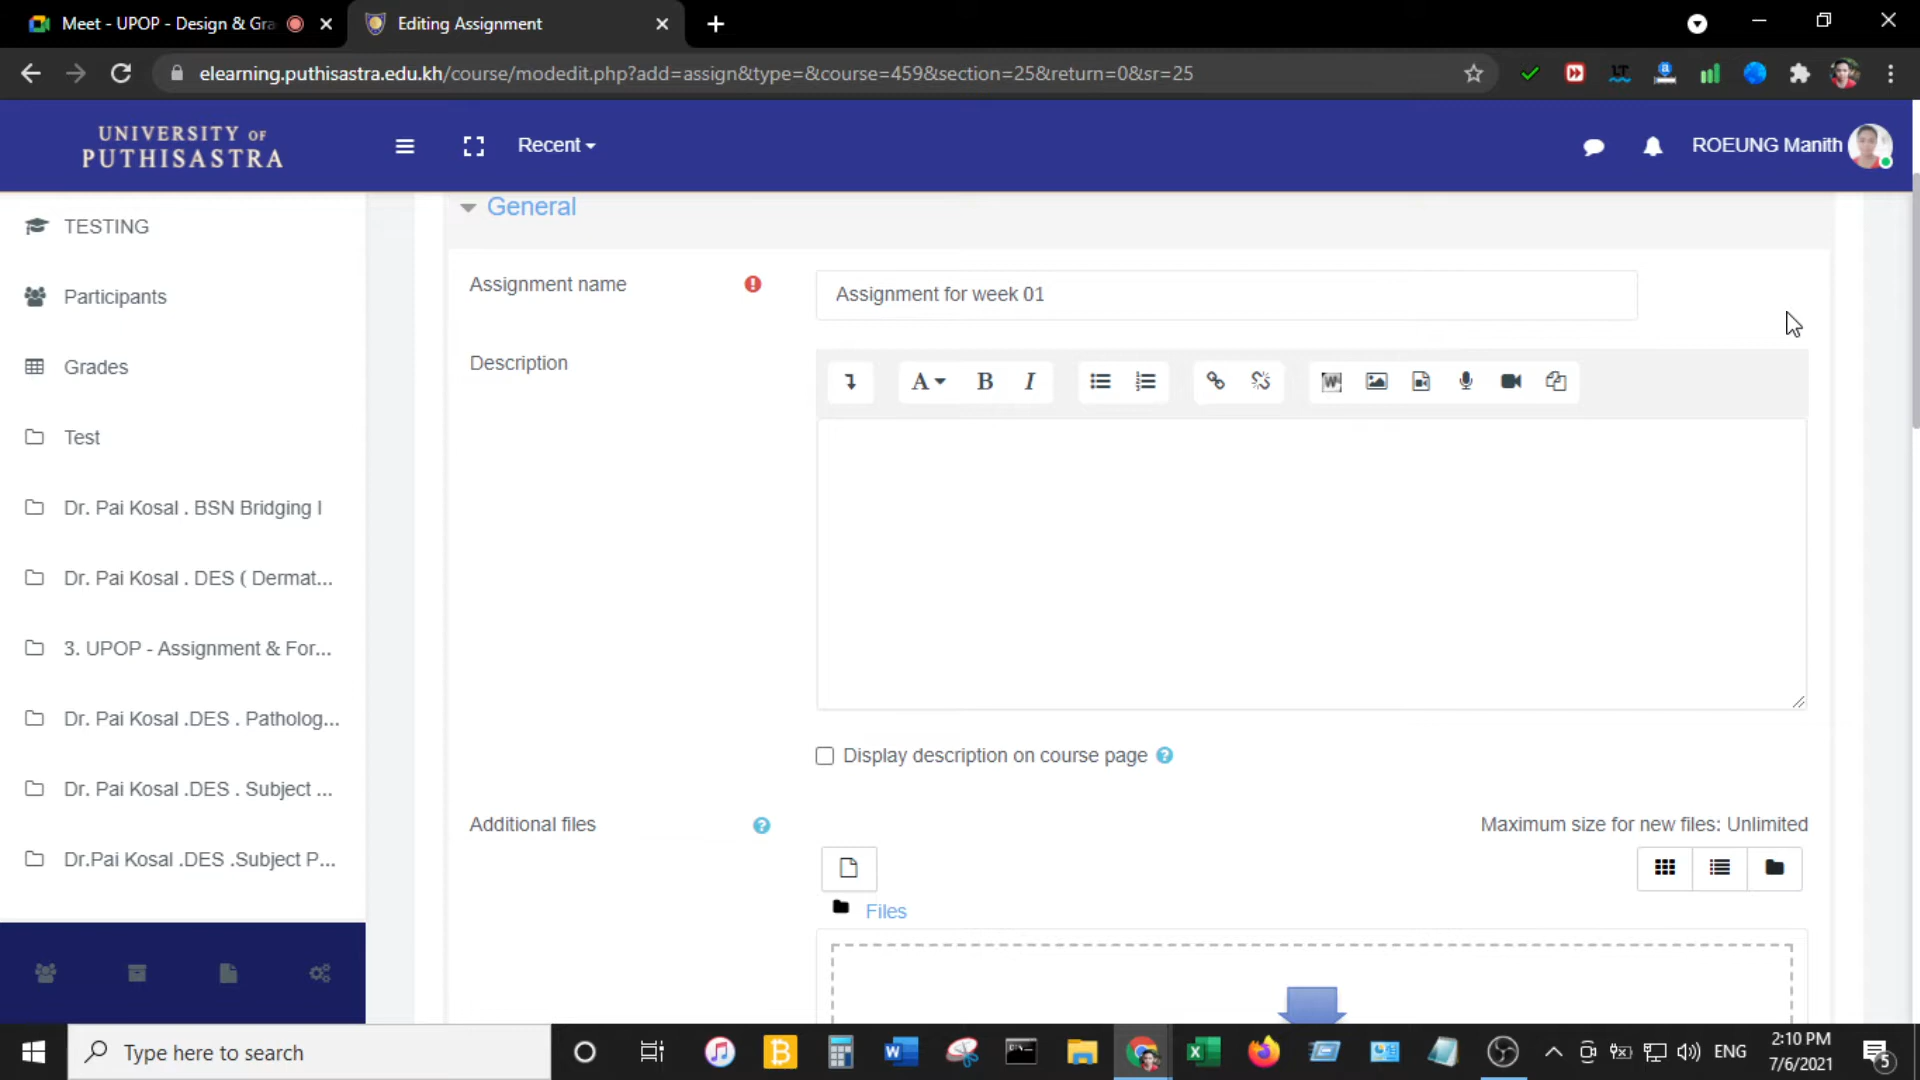 Meet - UPOP - Design & Gra
Editing Assignment
elearning.puthisastra.edu.kh/course/modedit.php?add=assign&type=&course=459&section=25&return=0&sr=25
UNIVERSITY OF
PUTHISASTRA
Recent
ROEUNG Manith
TESTING
Participants
Grades
Test
Dr. Pai Kosal . BSN Bridging I
Dr. Pai Kosal . DES ( Dermat...
3. UPOP - Assignment & For...
Dr. Pai Kosal .DES . Patholog...
Dr. Pai Kosal .DES . Subject ...
Dr.Pai Kosal .DES .Subject P...
General
Assignment name
Assignment for week 01
Description
Display description on course page
Additional files
Maximum size for new files: Unlimited
Files
Type here to search
ENG
2:10 PM
7/6/2021
5